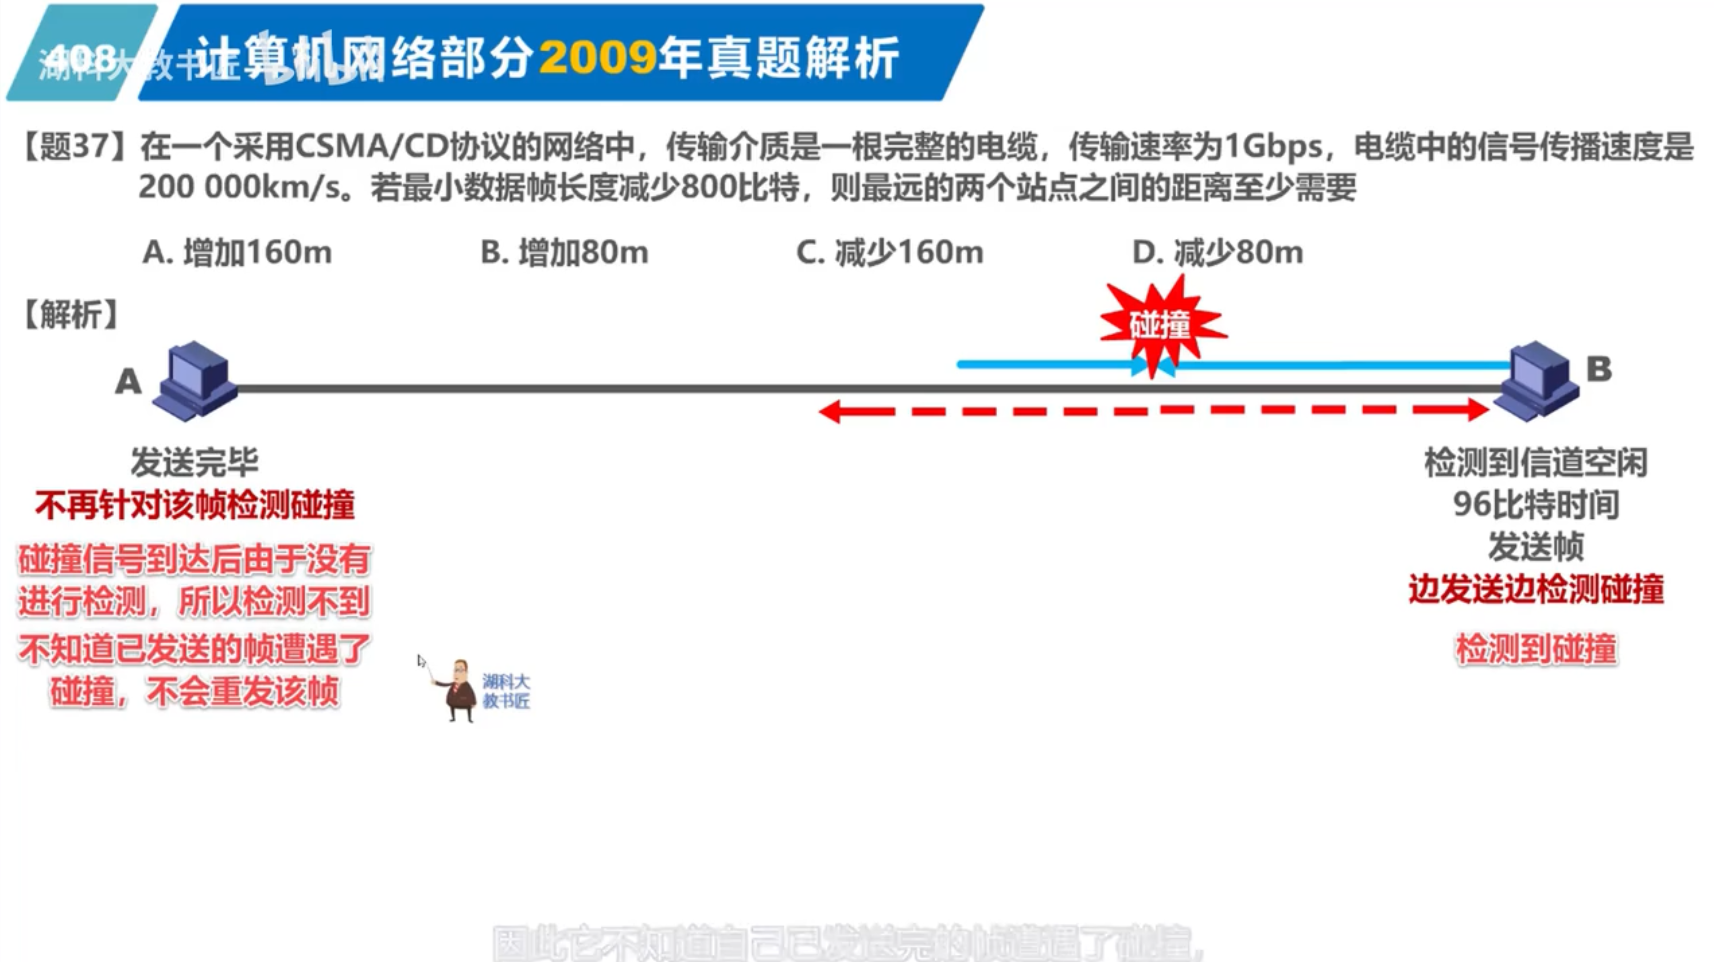 408
湖科大教书匠 bilibili
计算机网络部分2009年真题解析
【题37】在一个采用CSMA/CD协议的网络中，传输介质是一根完整的电缆，传输速率为1Gbps，电缆中的信号传播速度是
200 000km/s。若最小数据帧长度减少800比特，则最远的两个站点之间的距离至少需要
A. 增加160m B. 增加80m C. 减少160m D. 减少80m
【解析】
碰撞
A
B
发送完毕
不再针对该帧检测碰撞
碰撞信号到达后由于没有
进行检测，所以检测不到
不知道已发送的帧遭遇了
碰撞，不会重发该帧
检测到信道空闲
96比特时间
发送帧
边发送边检测碰撞
检测到碰撞
湖科大
教书匠
因此它不知道自己已发送完的帧遭遇了碰撞，